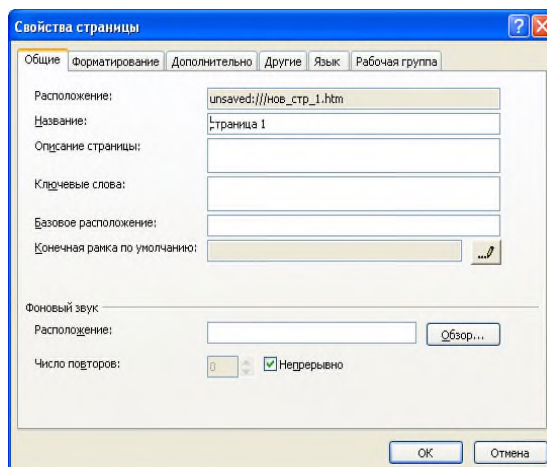 Свойства страницы
Общие Форматирование Дополнительно Другие Язык Рабочая группа
Расположение: unsaved:///нов_стр_1.htm
Название: Страница 1
Описание страницы:
Ключевые слова:
Базовое расположение:
Конечная рамка по умолчанию: ...
Фоновый звук
Расположение: Обзор...
Число повторов: 0 Непрерывно
ОК Отмена